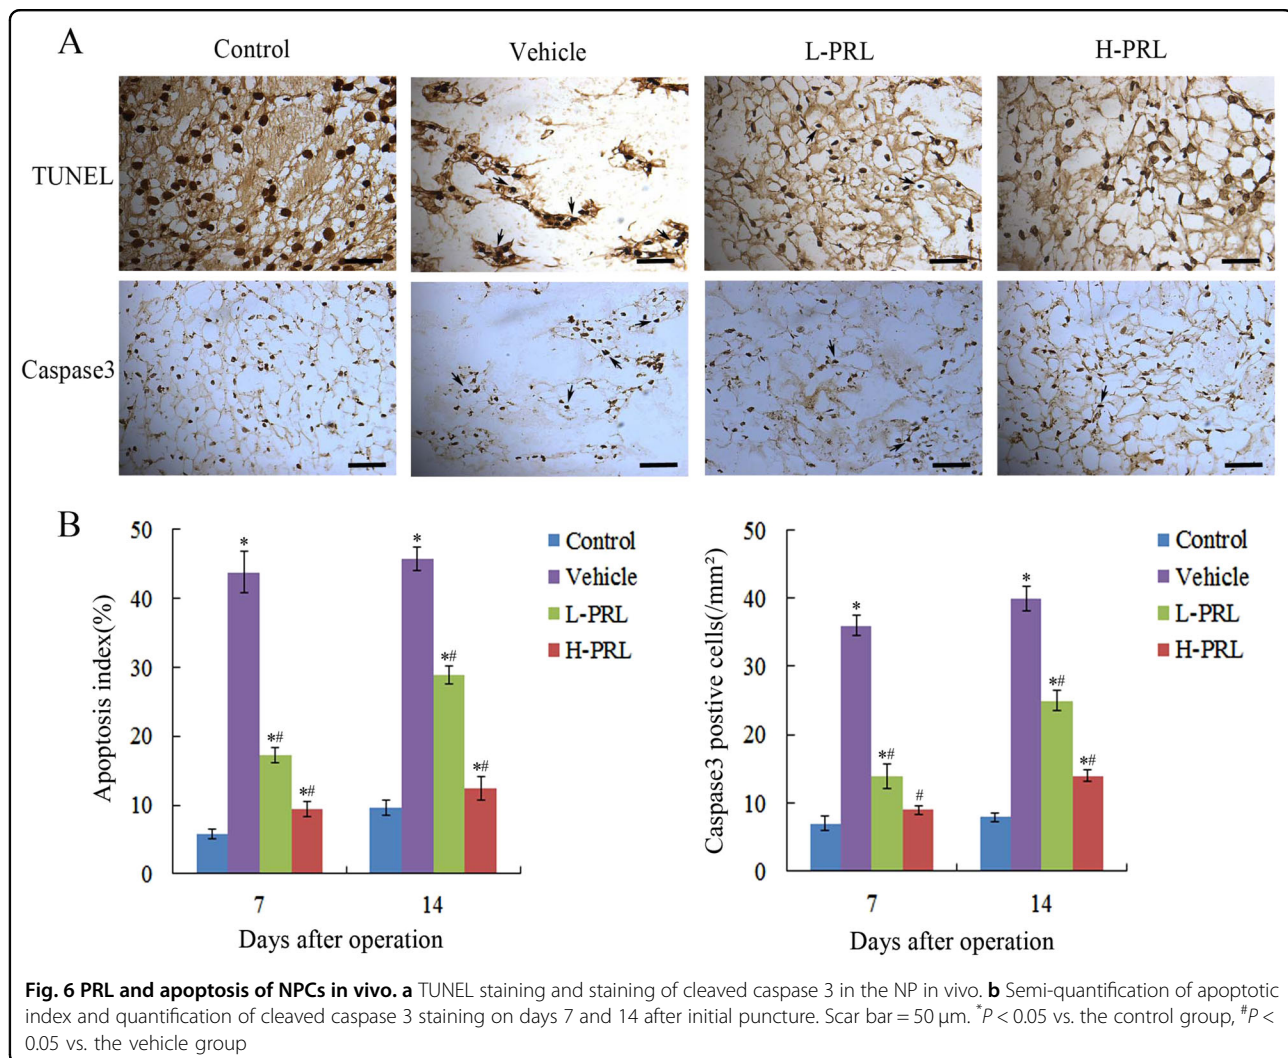 A
Control
Vehicle
L-PRL
H-PRL
TUNEL
Caspase3
B
Apoptosis index(%)
50
40
30
20
10
0
*
*#
*#
*
*#
*#
7
14
Days after operation
Control
Vehicle
L-PRL
H-PRL
Caspase3 postive cells(/mm²)
50
40
30
20
10
0
*
*#
#
*
*#
*#
7
14
Days after operation
Control
Vehicle
L-PRL
H-PRL
Fig. 6 PRL and apoptosis of NPCs in vivo. a TUNEL staining and staining of cleaved caspase 3 in the NP in vivo. b Semi-quantification of apoptotic
index and quantification of cleaved caspase 3 staining on days 7 and 14 after initial puncture. Scar bar = 50 μm. *P < 0.05 vs. the control group, #P <
0.05 vs. the vehicle group